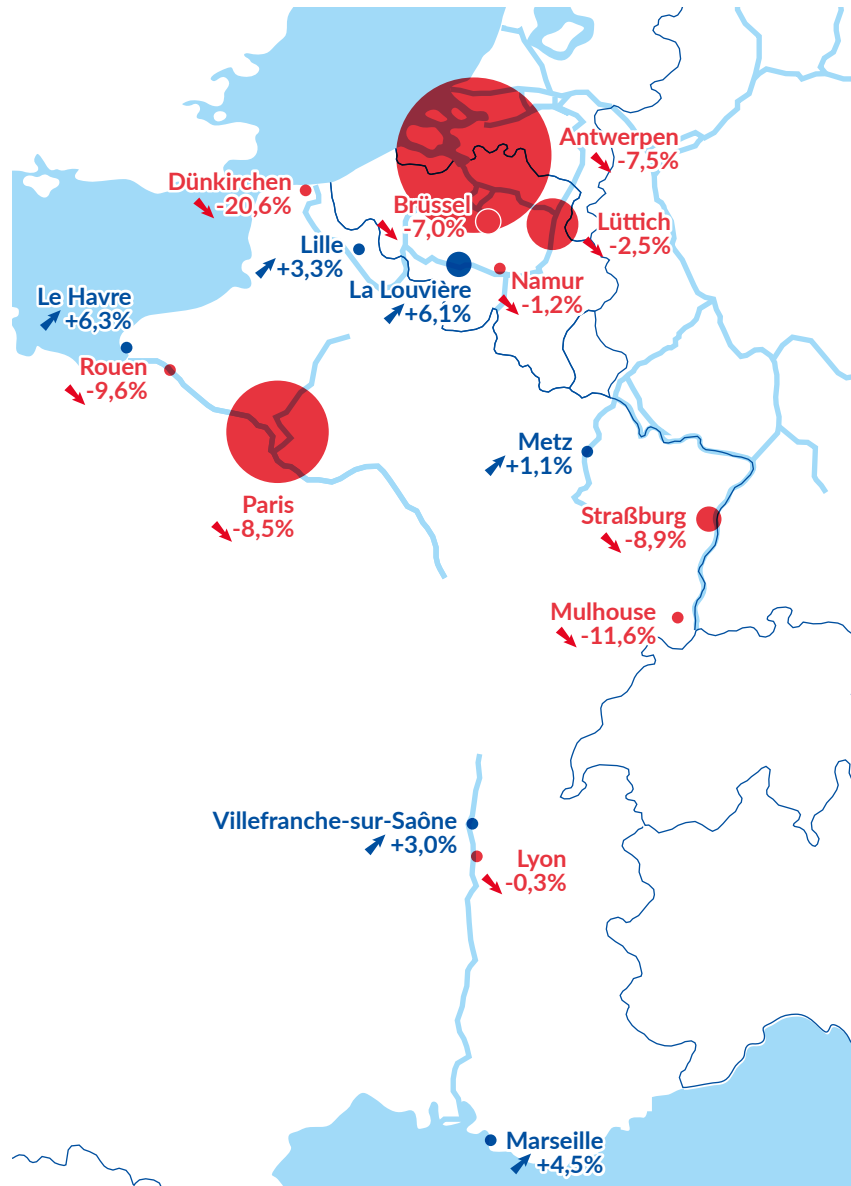 Antwerpen
-7,5%
Dünkirchen
-20,6%
Brüssel
-7,0%
Lüttich
-2,5%
Lille
+3,3%
La Louvière
+6,1%
Namur
-1,2%
Le Havre
+6,3%
Rouen
-9,6%
Metz
+1,1%
Paris
-8,5%
Straßburg
-8,9%
Mulhouse
-11,6%
Villefranche-sur-Saône
+3,0%
Lyon
-0,3%
Marseille
+4,5%